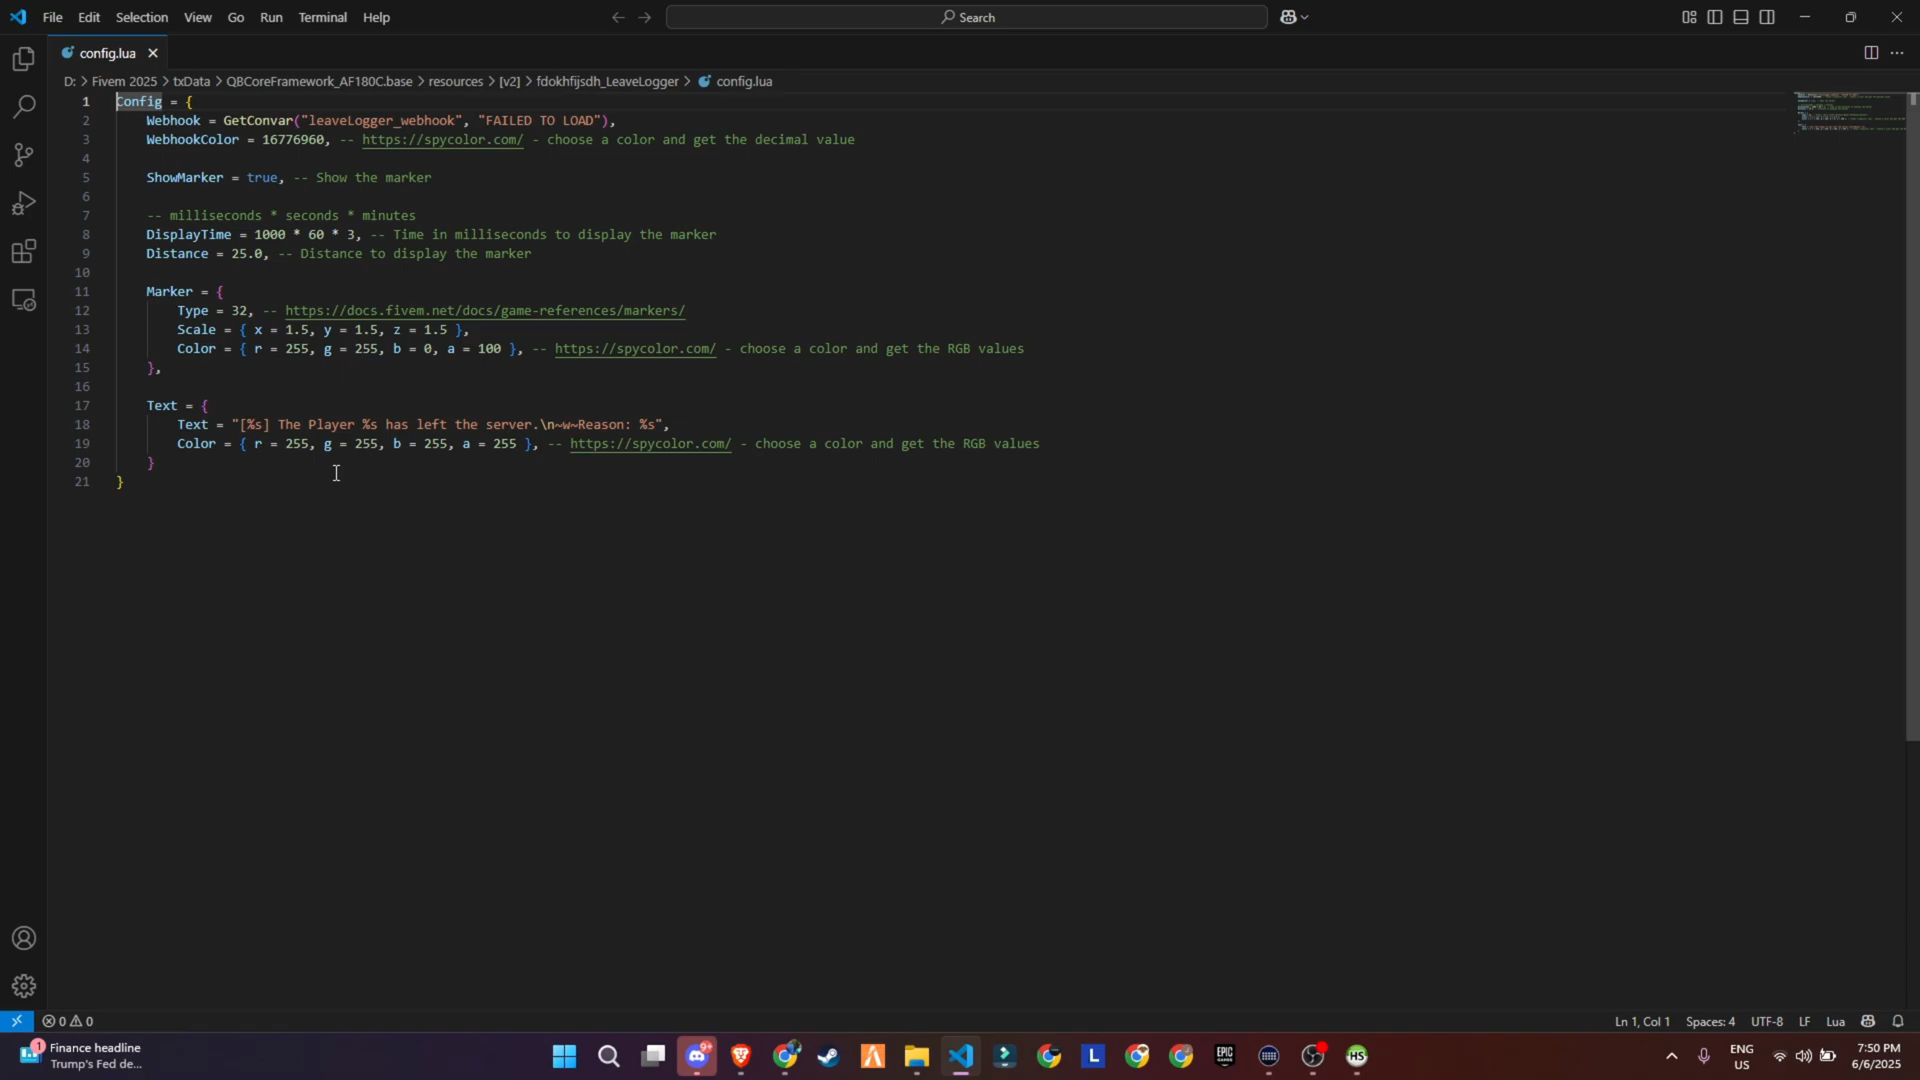 File Edit Selection View Go Run Terminal Help
Search
config.lua
D: > Fivem 2025 > txData > QBCoreFramework_AF180C.base > resources > [v2] > fdokhfijsdh_LeaveLogger > config.lua
1 Config = {
2 Webhook = GetConvar("leaveLogger_webhook", "FAILED TO LOAD"),
3 WebhookColor = 16776960, -- https://spycolor.com/ - choose a color and get the decimal value
4
5 ShowMarker = true, -- Show the marker
6
7 -- milliseconds * seconds * minutes
8 DisplayTime = 1000 * 60 * 3, -- Time in milliseconds to display the marker
9 Distance = 25.0, -- Distance to display the marker
10
11 Marker = {
12 Type = 32, -- https://docs.fivem.net/docs/game-references/markers/
13 Scale = { x = 1.5, y = 1.5, z = 1.5 },
14 Color = { r = 255, g = 255, b = 0, a = 100 }, -- https://spycolor.com/ - choose a color and get the RGB values
15 },
16
17 Text = {
18 Text = "[%s] The Player %s has left the server.\n~w~Reason: %s",
19 Color = { r = 255, g = 255, b = 255, a = 255 }, -- https://spycolor.com/ - choose a color and get the RGB values
20 }
21 }
0 0
Ln 1, Col 1 Spaces: 4 UTF-8 LF Lua
1 Finance headline
Trump's Fed de...
9+
L
EPIC GAMES
HS
ENG
US
7:50 PM
6/6/2025